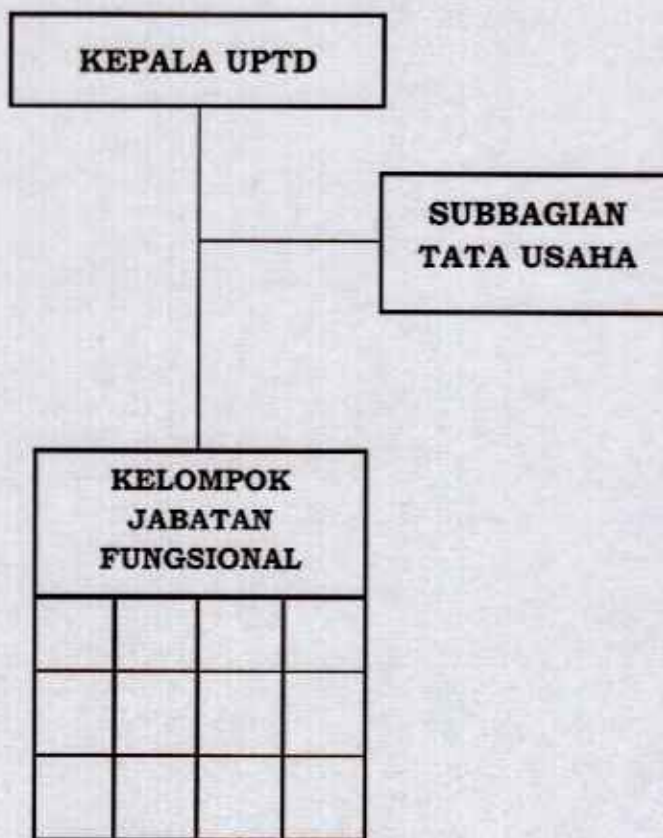 KEPALA UPTD
SUBBAGIAN
TATA USAHA
KELOMPOK
JABATAN
FUNGSIONAL